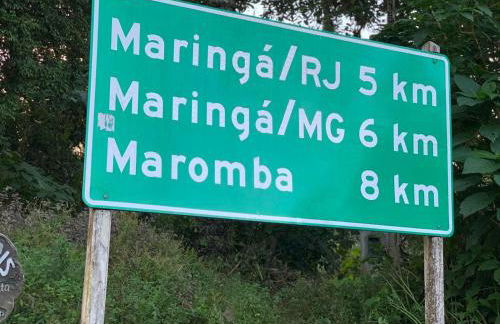 Maringá/RJ 5 km
Maringá/MG 6 km
Maromba 8 km